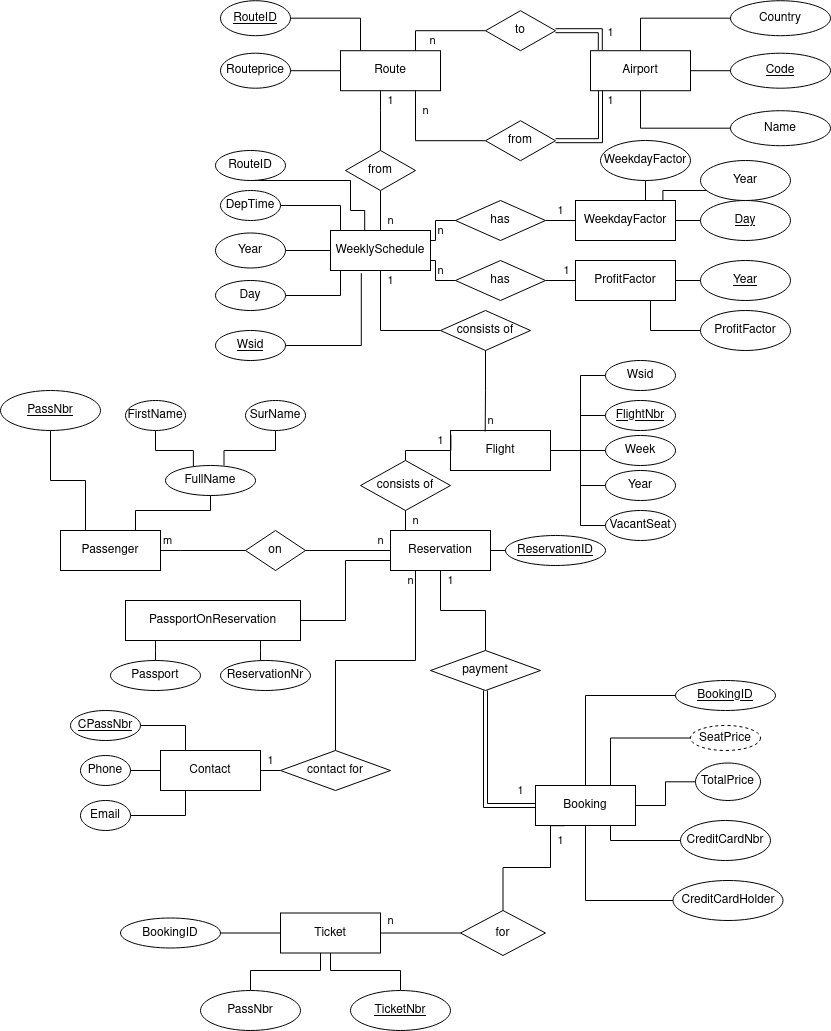 RouteID
to
Country
n
1
Routeprice
Route
Airport
Code
1
n
1
from
Name
RouteID
from
WeekdayFactor
Year
DepTime
n
has
1
WeekdayFactor
Day
n
Year
WeeklySchedule
n
has
1
ProfitFactor
Year
Day
1
Wsid
consists of
ProfitFactor
Wsid
PassNbr
FirstName
SurName
n
FlightNbr
1
Flight
Week
FullName
consists of
Year
n
VacantSeat
m
n
Passenger
on
Reservation
ReservationID
n
1
PassportOnReservation
Passport
ReservationNr
payment
BookingID
CPassNbr
SeatPrice
Phone
Contact
1
contact for
TotalPrice
1
Email
Booking
1
CreditCardNbr
CreditCardHolder
n
BookingID
Ticket
for
PassNbr
TicketNbr